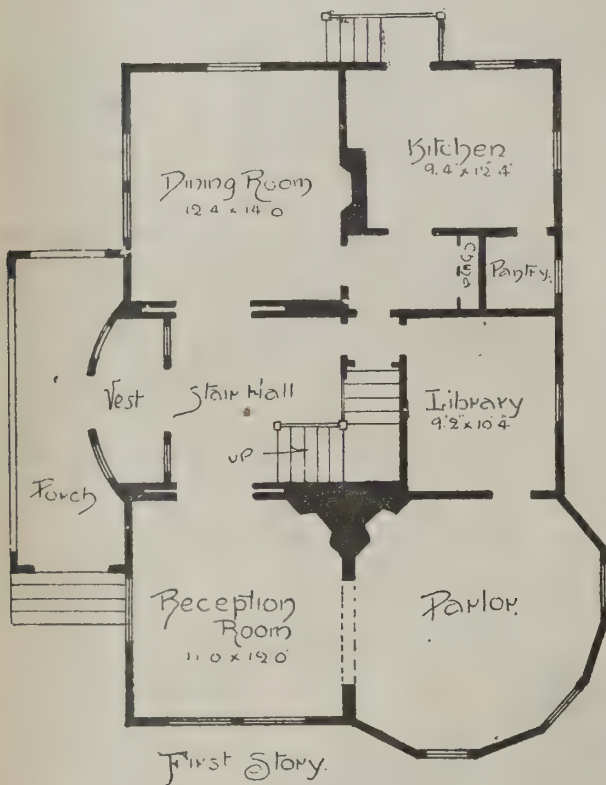 Kitchen
9.4 x 12.4
Dining Room
12.4 x 14.0
China
Pantry.
Vest
Stair Hall
Library
9.2 x 10.4
UP
Porch
Reception
Room
11.0 x 12.0
Parlor.
First Story.